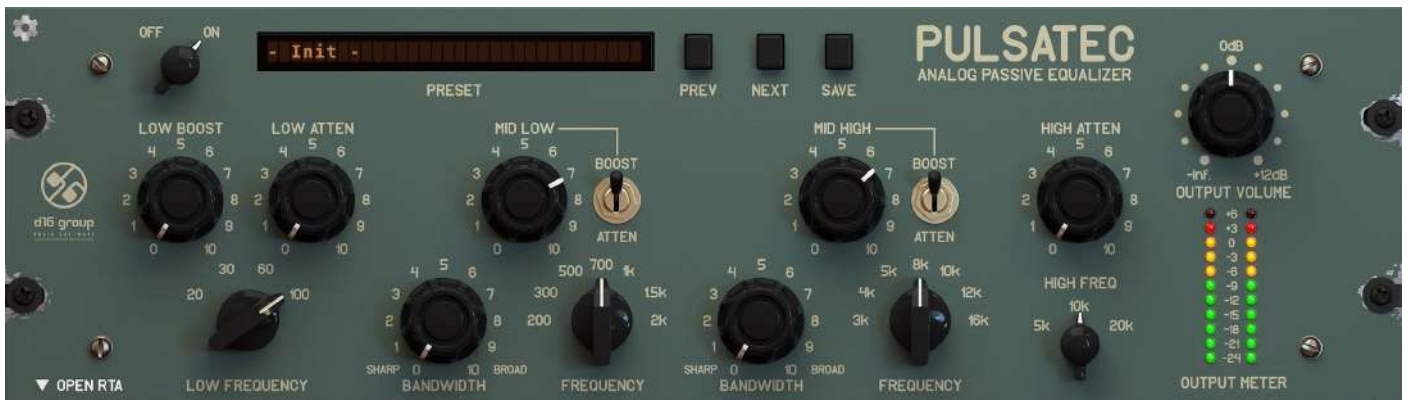 OFF ON
- Init -
PRESET
PREV NEXT SAVE
PULSATEC
ANALOG PASSIVE EQUALIZER
0dB
-Inf. +12dB
OUTPUT VOLUME
LOW BOOST
0 1 2 3 4 5 6 7 8 9 10
LOW ATTEN
0 1 2 3 4 5 6 7 8 9 10
MID LOW
0 1 2 3 4 5 6 7 8 9 10
BOOST
ATTEN
MID HIGH
0 1 2 3 4 5 6 7 8 9 10
BOOST
ATTEN
HIGH ATTEN
0 1 2 3 4 5 6 7 8 9 10
d16 group
AUDIO SOFTWARE
20 30 60 100
LOW FREQUENCY
0 1 2 3 4 5 6 7 8 9 10
SHARP BROAD
BANDWIDTH
200 300 500 700 1k 1.5k 2k
FREQUENCY
0 1 2 3 4 5 6 7 8 9 10
SHARP BROAD
BANDWIDTH
3k 4k 5k 8k 10k 12k 16k
FREQUENCY
HIGH FREQ
5k 10k 20k
+6
+3
0
-3
-6
-9
-12
-15
-18
-21
-24
OUTPUT METER
▼ OPEN RTA